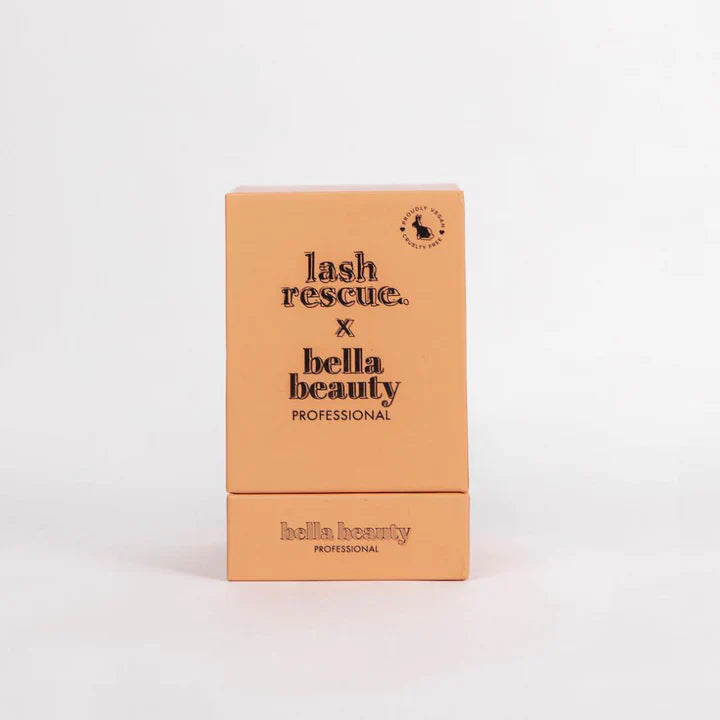 PROUDLY VEGAN
CRUELTY FREE
lash
rescue.
x
bella
beauty
PROFESSIONAL
bella beauty
PROFESSIONAL